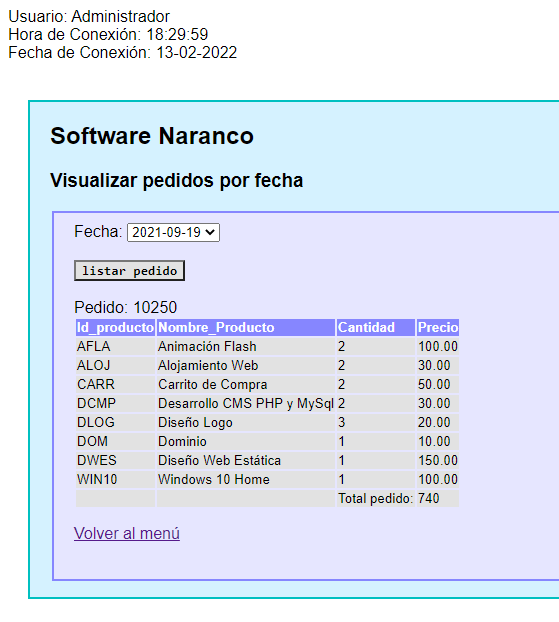 Usuario: Administrador
Hora de Conexión: 18:29:59
Fecha de Conexión: 13-02-2022
Software Naranco
Visualizar pedidos por fecha
Fecha: 2021-09-19
listar pedido
Pedido: 10250
Id_producto Nombre_Producto Cantidad Precio
AFLA Animación Flash 2 100.00
ALOJ Alojamiento Web 2 30.00
CARR Carrito de Compra 2 50.00
DCMP Desarrollo CMS PHP y MySql 2 30.00
DLOG Diseño Logo 3 20.00
DOM Dominio 1 10.00
DWES Diseño Web Estática 1 150.00
WIN10 Windows 10 Home 1 100.00
Total pedido: 740
Volver al menú